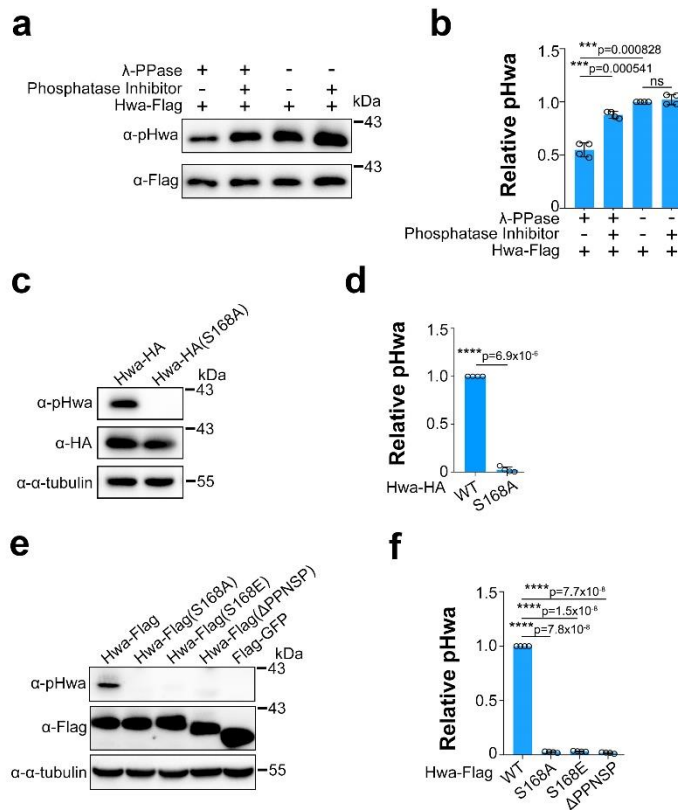 a
λ-PPase + + - -
Phosphatase Inhibitor - + - +
Hwa-Flag + + + + kDa
α-pHwa 43
α-Flag 43
b
Relative pHwa
1.5
1.0
0.5
0
***p=0.000828
***p=0.000541
ns
λ-PPase + + - -
Phosphatase Inhibitor - + - +
Hwa-Flag + + + +
c
Hwa-HA
Hwa-HA(S168A)
kDa
α-pHwa 43
α-HA 43
α-α-tubulin 55
d
Relative pHwa
1.5
1.0
0.5
0
****p=6.9x10⁻⁶
Hwa-HA WT S168A
e
Hwa-Flag
Hwa-Flag(S168A)
Hwa-Flag(S168E)
Hwa-Flag(ΔPPNSP)
Flag-GFP
kDa
α-pHwa 43
α-Flag 43
α-α-tubulin 55
f
Relative pHwa
1.5
1.0
0.5
0
****p=7.7x10⁻⁸
****p=1.5x10⁻⁶
****p=7.8x10⁻⁸
Hwa-Flag WT S168A S168E ΔPPNSP